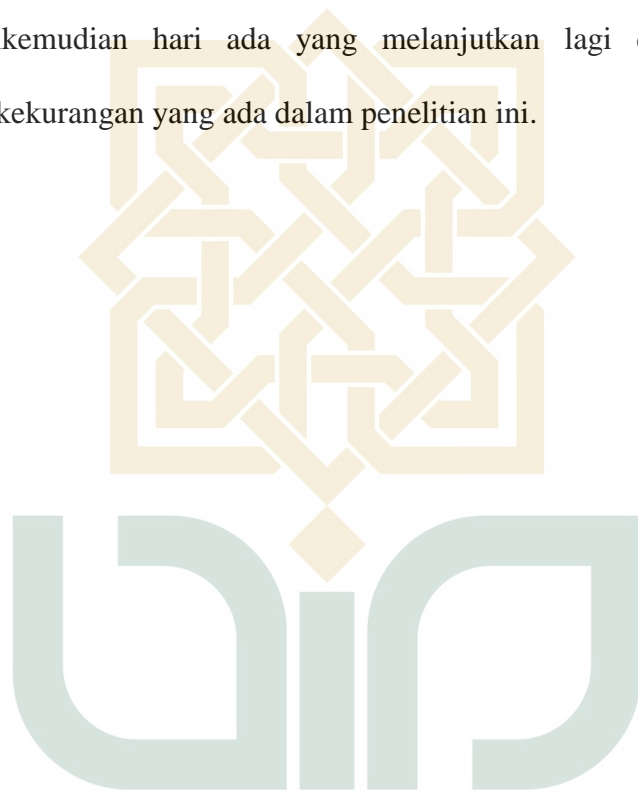 kemudian hari ada yang melanjutkan lagi
kekurangan yang ada dalam penelitian ini.